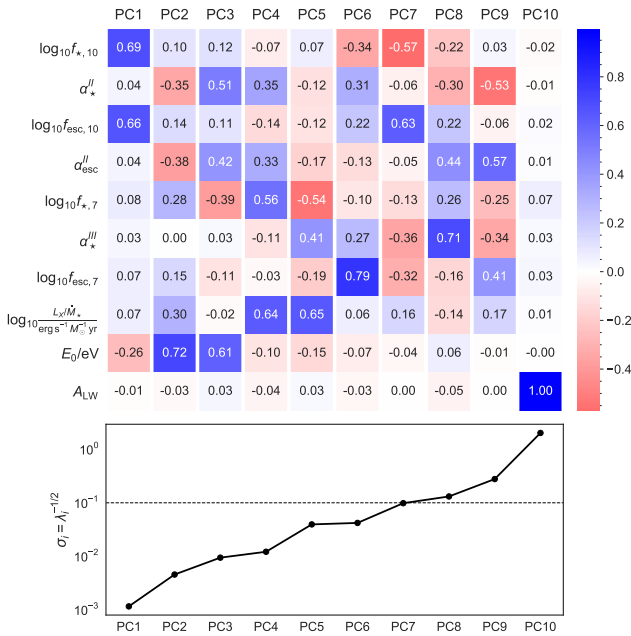 PC1 PC2 PC3 PC4 PC5 PC6 PC7 PC8 PC9 PC10
log₁₀f⋆, 10 0.69 0.10 0.12 -0.07 0.07 -0.34 -0.57 -0.22 0.03 -0.02
α⋆^II 0.04 -0.35 0.51 0.35 -0.12 0.31 -0.06 -0.30 -0.53 -0.01
log₁₀fesc, 10 0.66 0.14 0.11 -0.14 -0.12 0.22 0.63 0.22 -0.06 0.02
αesc^II 0.04 -0.38 0.42 0.33 -0.17 -0.13 -0.05 0.44 0.57 0.01
log₁₀f⋆, 7 0.08 0.28 -0.39 0.56 -0.54 -0.10 -0.13 0.26 -0.25 0.07
α⋆^III 0.03 0.00 0.03 -0.11 0.41 0.27 -0.36 0.71 -0.34 0.03
log₁₀fesc, 7 0.07 0.15 -0.11 -0.03 -0.19 0.79 -0.32 -0.16 0.41 0.03
log₁₀ L_X/Ṁ⋆ / erg s⁻¹ M⊙⁻¹ yr 0.07 0.30 -0.02 0.64 0.65 0.06 0.16 -0.14 0.17 0.01
E₀/eV -0.26 0.72 0.61 -0.10 -0.15 -0.07 -0.04 0.06 -0.01 -0.00
A_LW -0.01 -0.03 0.03 -0.04 0.03 -0.03 0.00 -0.05 0.00 1.00
0.8
0.6
0.4
0.2
0.0
−0.2
−0.4
σᵢ = λᵢ^−1/2
10⁰
10⁻¹
10⁻²
10⁻³
PC1 PC2 PC3 PC4 PC5 PC6 PC7 PC8 PC9 PC10